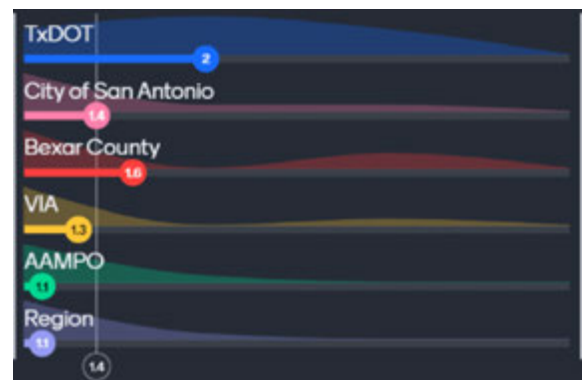 TxDOT
2
City of San Antonio
1.4
Bexar County
1.6
VIA
1.3
AAMPO
1.1
Region
1.1
1.4